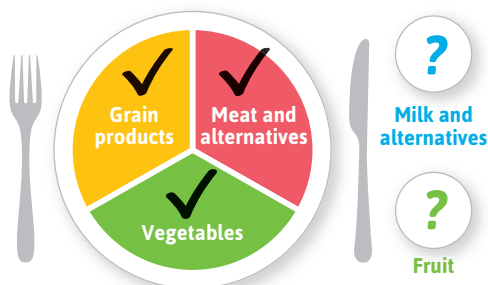 Grain
products
Meat and
alternatives
Vegetables
?
Milk and
alternatives
?
Fruit